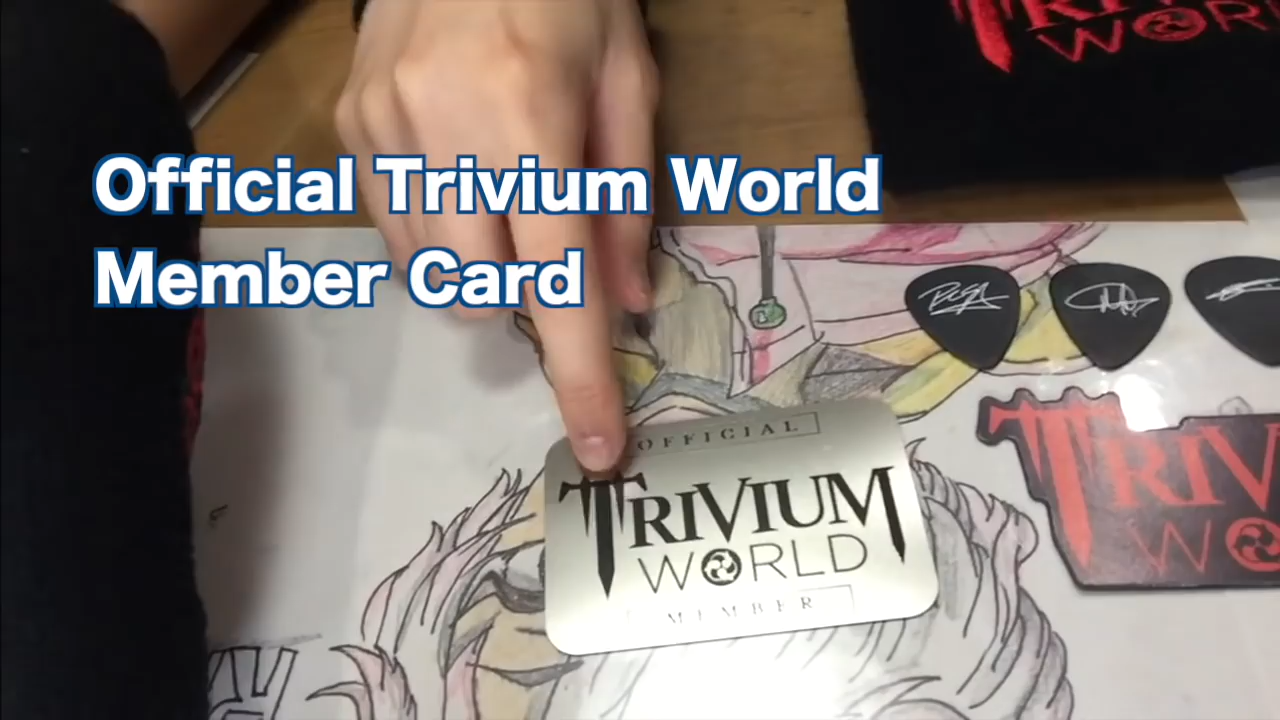 TRIVIUM
WORLD
Official Trivium World
Member Card
OFFICIAL
TRIVIUM
WORLD
MEMBER
TRIV
WO